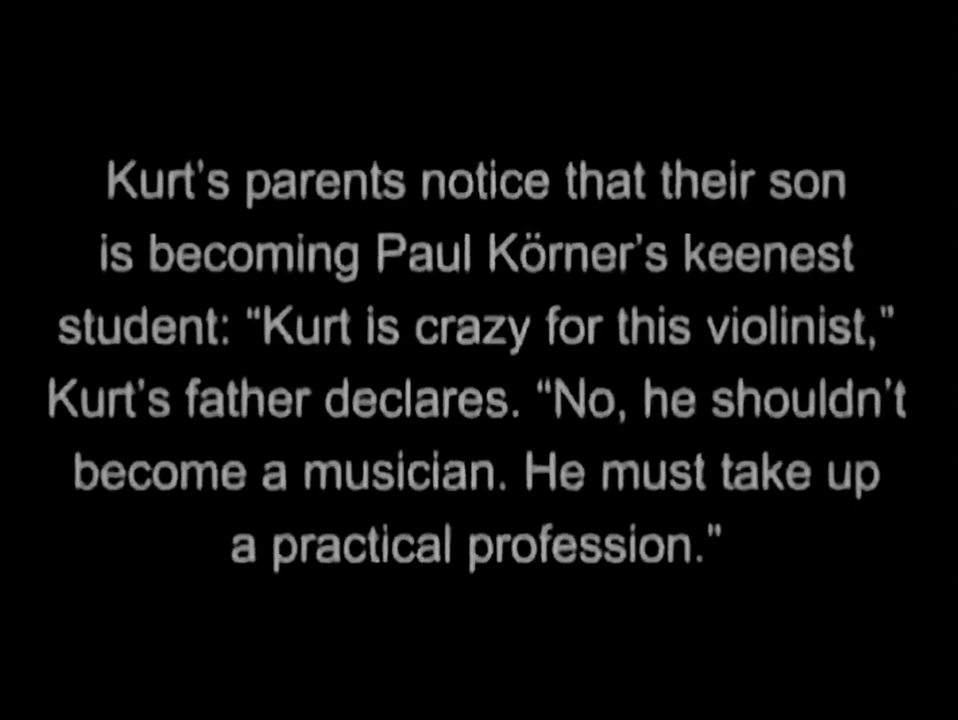 Kurt's parents notice that their son
is becoming Paul Körner's keenest
student: "Kurt is crazy for this violinist,"
Kurt's father declares. "No, he shouldn't
become a musician. He must take up
a practical profession."